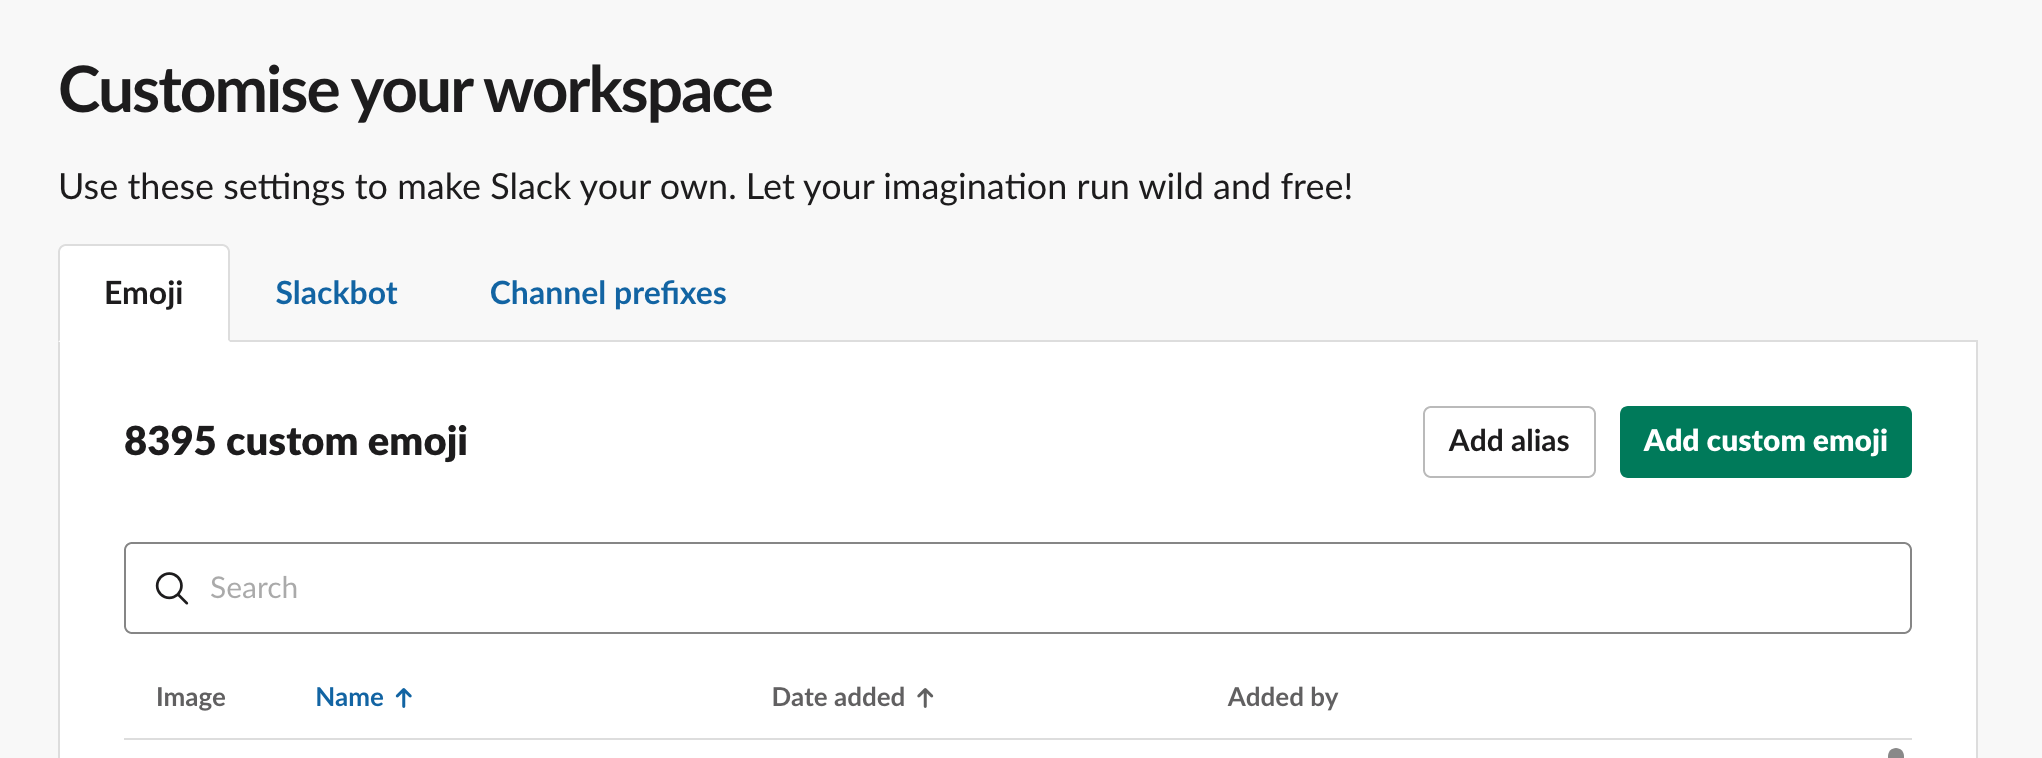 Customise your workspace
Use these settings to make Slack your own. Let your imagination run wild and free!
Emoji Slackbot Channel prefixes
8395 custom emoji Add alias Add custom emoji
Search
Image Name ↑ Date added ↑ Added by